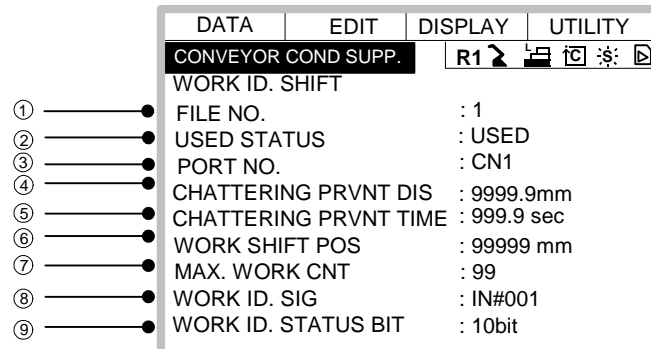 DATA EDIT DISPLAY UTILITY
CONVEYOR COND SUPP. R1 C S
WORK ID. SHIFT
① FILE NO. : 1
② USED STATUS : USED
③ PORT NO. : CN1
④ CHATTERING PRVNT DIS : 9999.9mm
⑤ CHATTERING PRVNT TIME : 999.9 sec
⑥ WORK SHIFT POS : 99999 mm
⑦ MAX. WORK CNT : 99
⑧ WORK ID. SIG : IN#001
⑨ WORK ID. STATUS BIT : 10bit